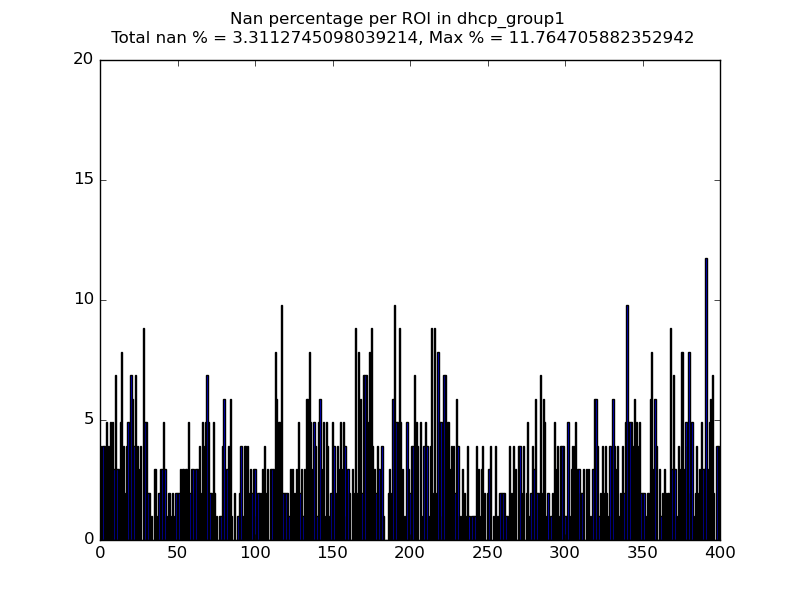 Nan percentage per ROI in dhcp_group1
Total nan % = 3.3112745098039214, Max % = 11.764705882352942
20
15
10
5
0
0 50 100 150 200 250 300 350 400